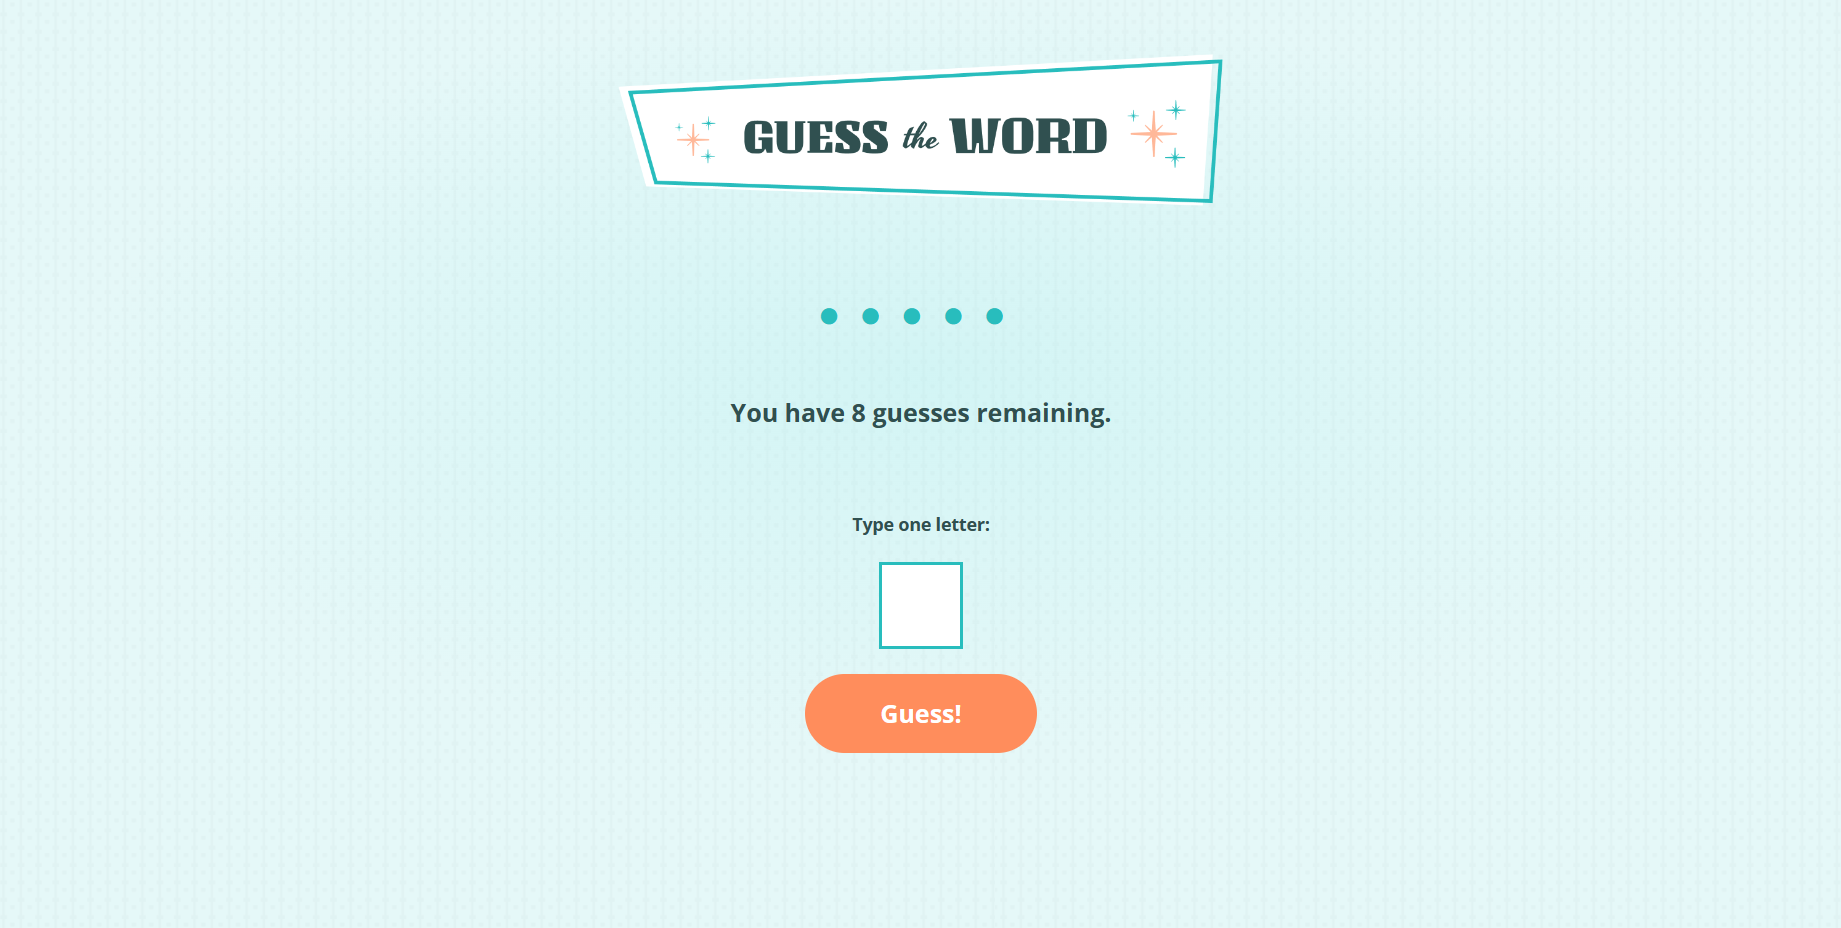 GUESS the WORD
● ● ● ● ●
You have 8 guesses remaining.
Type one letter:
Guess!